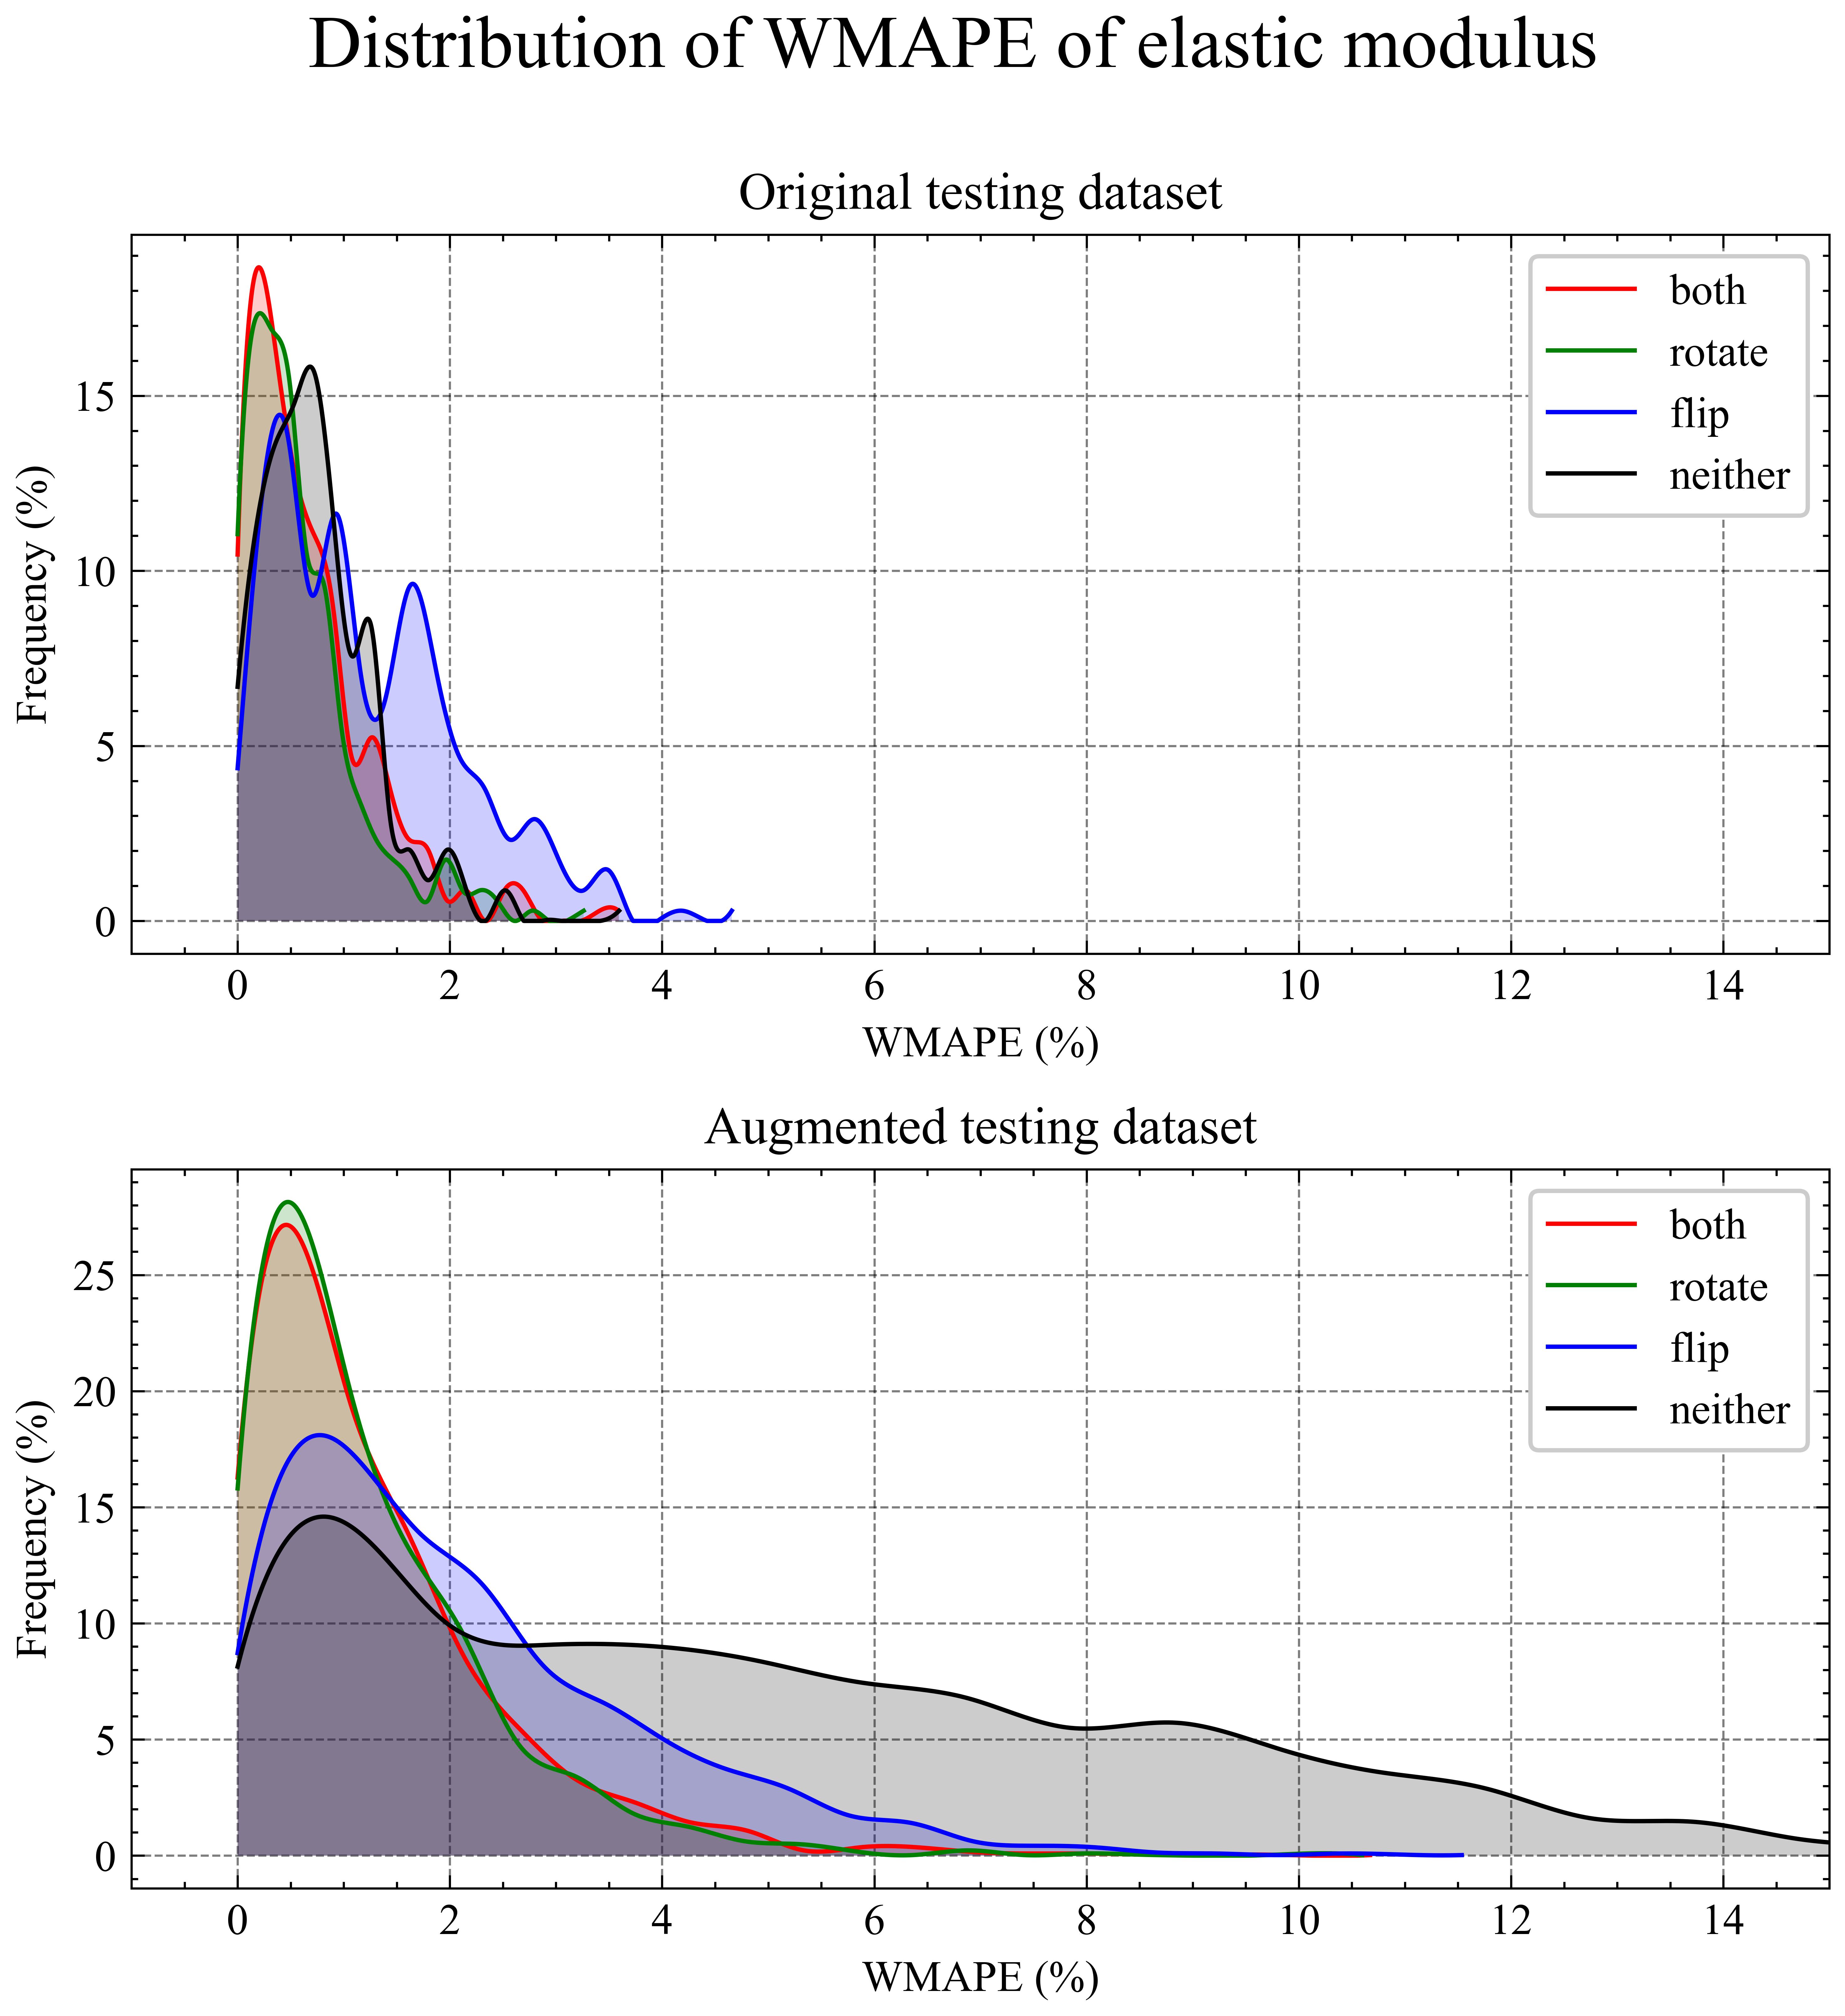 Distribution of WMAPE of elastic modulus
Original testing dataset
both
rotate
flip
neither
15
10
5
0
Frequency (%)
0 2 4 6 8 10 12 14
WMAPE (%)
Augmented testing dataset
both
rotate
flip
neither
25
20
15
10
5
0
Frequency (%)
0 2 4 6 8 10 12 14
WMAPE (%)